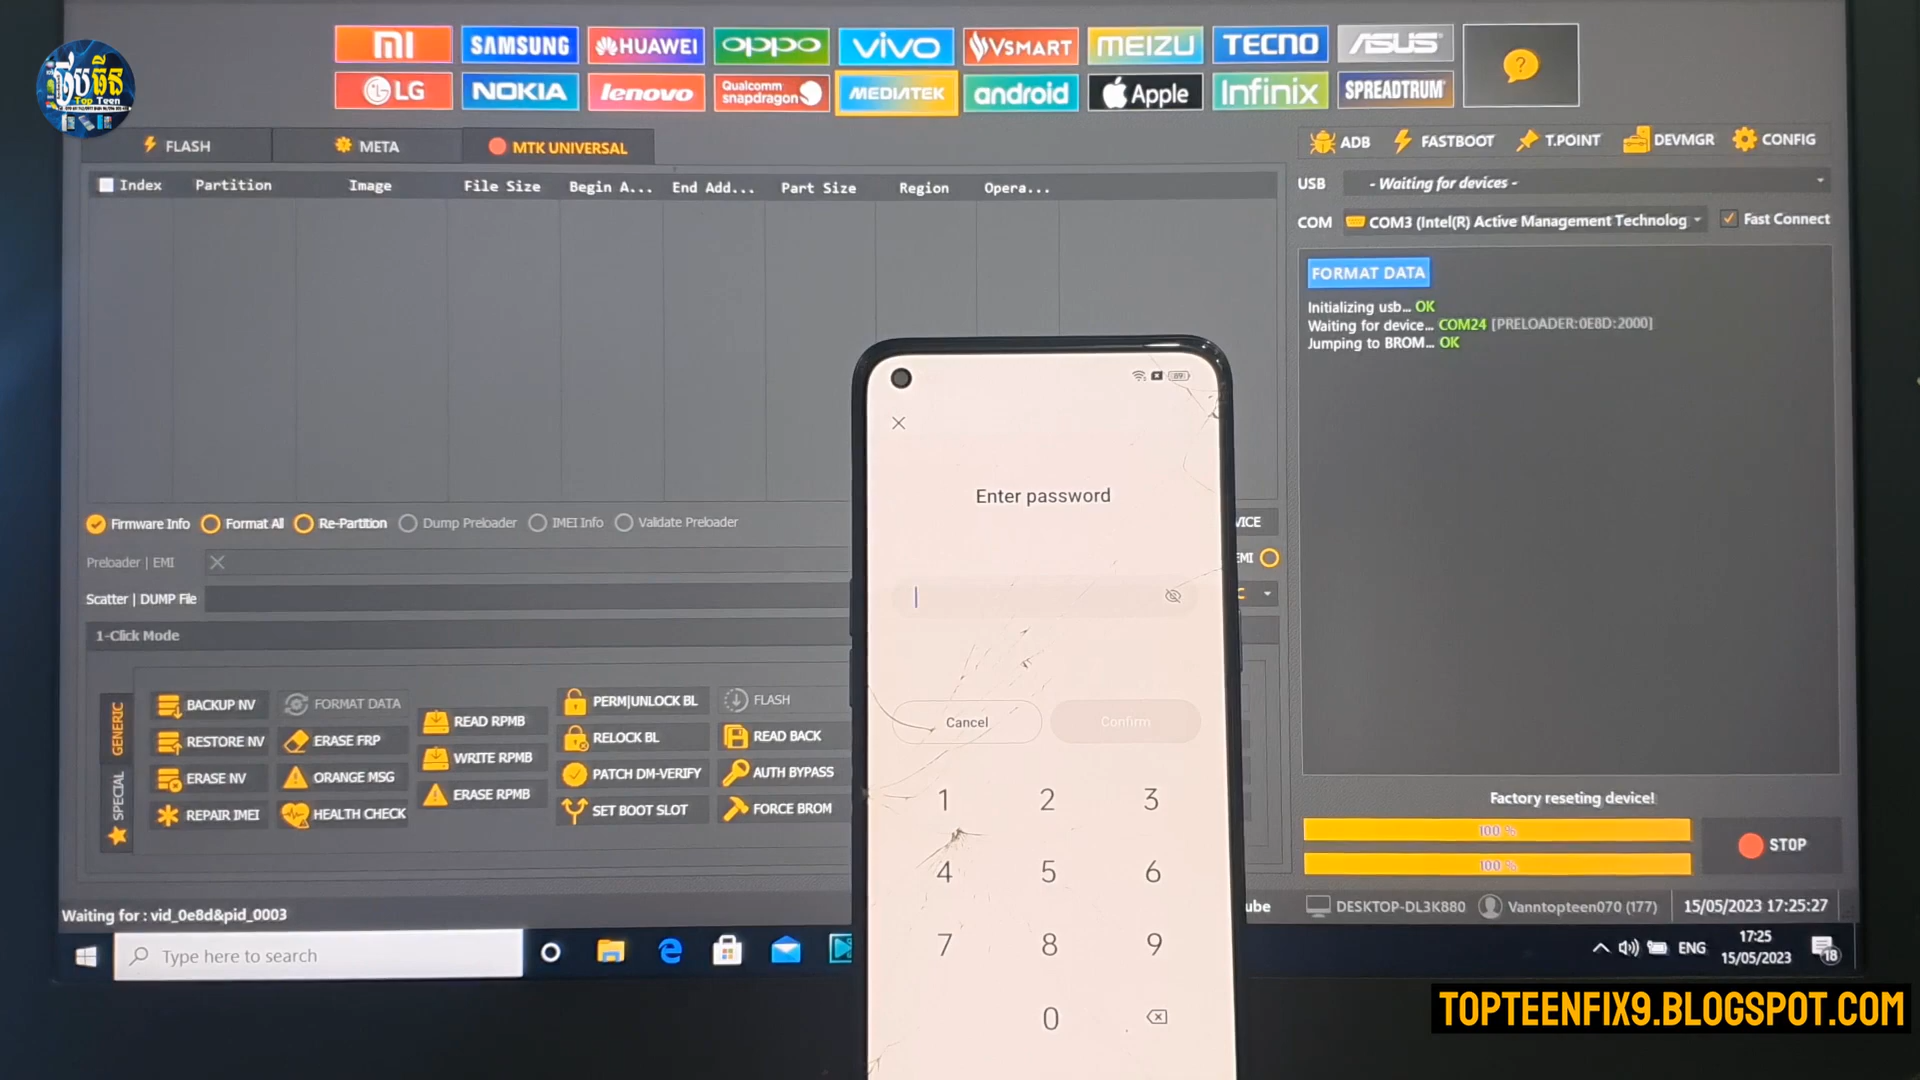 MI SAMSUNG HUAWEI oppo vivo VSMART MEIZU TECNO ASUS
LG NOKIA lenovo Qualcomm snapdragon MEDIATEK android Apple Infinix SPREADTRUM
?
Top Teen
FLASH META MTK UNIVERSAL
ADB FASTBOOT T.POINT DEVMGR CONFIG
Index Partition Image File Size Begin A... End Add... Part Size Region Opera...
USB - Waiting for devices -
COM COM3 (Intel(R) Active Management Technolog Fast Connect
FORMAT DATA
Initializing usb... OK
Waiting for device... COM24 [PRELOADER:0E8D:2000]
Jumping to BROM... OK
89
Enter password
Cancel Confirm
1 2 3
4 5 6
7 8 9
0
Firmware Info Format All Re-Partition Dump Preloader IMEI Info Validate Preloader
Preloader | EMI
EMI
Scatter | DUMP File
1-Click Mode
GENERIC
SPECIAL
BACKUP NV FORMAT DATA READ RPMB PERM|UNLOCK BL FLASH
RESTORE NV ERASE FRP WRITE RPMB RELOCK BL READ BACK
ERASE NV ORANGE MSG ERASE RPMB PATCH DM-VERIFY AUTH BYPASS
REPAIR IMEI HEALTH CHECK SET BOOT SLOT FORCE BROM
Factory reseting device!
100 %
100 %
STOP
Waiting for : vid_0e8d&pid_0003
DESKTOP-DL3K880 Vanntopteen070 (177) 15/05/2023 17:25:27
Type here to search
ENG
17:25
15/05/2023
18
TOPTEENFIX9.BLOGSPOT.COM